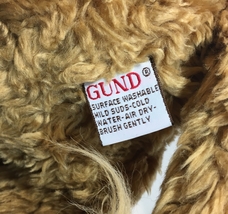 GUND®
SURFACE WASHABLE
MILD SUDS-COLD
WATER-AIR DRY-
BRUSH GENTLY